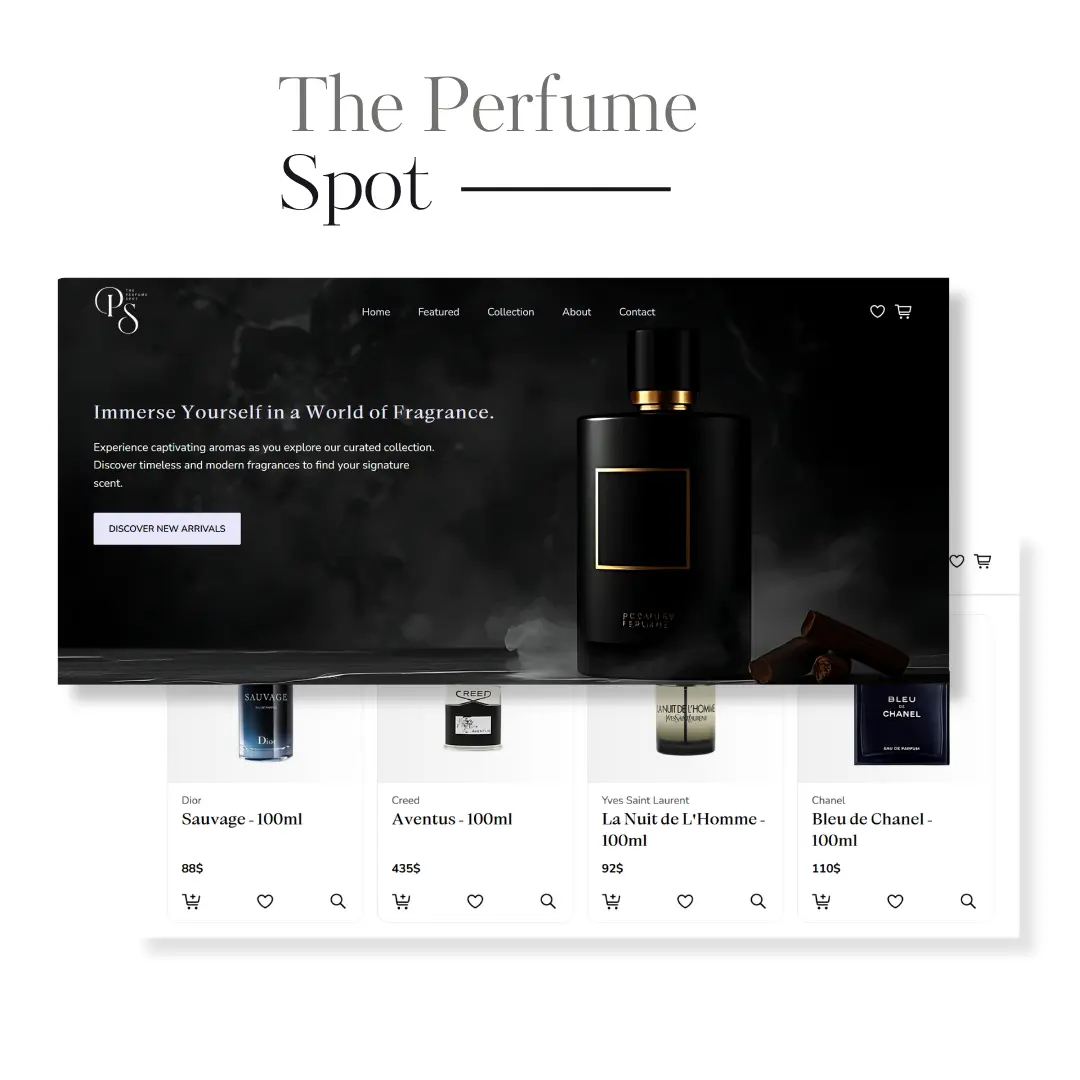 The Perfume
Spot
THE
PERFUME
SPOT
PS
Home Featured Collection About Contact
Immerse Yourself in a World of Fragrance.
Experience captivating aromas as you explore our curated collection.
Discover timeless and modern fragrances to find your signature
scent.
DISCOVER NEW ARRIVALS
SAUVAGE
Dior
CREED
AVENTUS
LA NUIT DE L'HOMME
YVES SAINT LAURENT
BLEU
DE
CHANEL
EAU DE PARFUM
Dior
Sauvage - 100ml
88$
Creed
Aventus - 100ml
435$
Yves Saint Laurent
La Nuit de L'Homme -
100ml
92$
Chanel
Bleu de Chanel -
100ml
110$